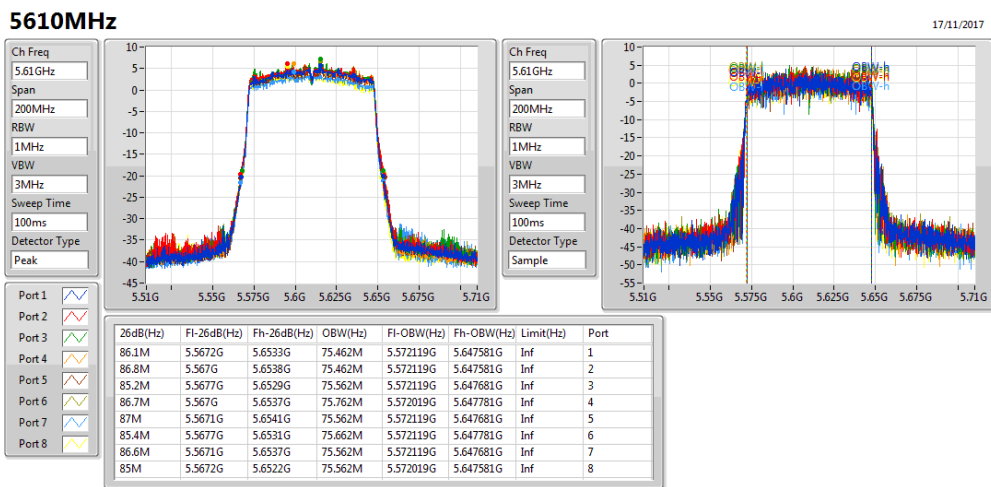 5610MHz
17/11/2017
Ch Freq
5.61GHz
Span
200MHz
RBW
1MHz
VBW
3MHz
Sweep Time
100ms
Detector Type
Peak
10
5
0
-5
-10
-15
-20
-25
-30
-35
-40
-45
5.51G 5.55G 5.575G 5.6G 5.625G 5.65G 5.675G 5.71G
Ch Freq
5.61GHz
Span
200MHz
RBW
1MHz
VBW
3MHz
Sweep Time
100ms
Detector Type
Sample
10
5
0
-5
-10
-15
-20
-25
-30
-35
-40
-45
-50
-55
OBW-h
OBW-h
5.51G 5.55G 5.575G 5.6G 5.625G 5.65G 5.675G 5.71G
Port 1
Port 2
Port 3
Port 4
Port 5
Port 6
Port 7
Port 8
26dB(Hz) Fl-26dB(Hz) Fh-26dB(Hz) OBW(Hz) Fl-OBW(Hz) Fh-OBW(Hz) Limit(Hz) Port
86.1M 5.5672G 5.6533G 75.462M 5.572119G 5.647581G Inf 1
86.8M 5.567G 5.6538G 75.462M 5.572119G 5.647581G Inf 2
85.2M 5.5677G 5.6529G 75.562M 5.572119G 5.647681G Inf 3
86.7M 5.567G 5.6537G 75.762M 5.572019G 5.647781G Inf 4
87M 5.5671G 5.6541G 75.562M 5.572119G 5.647681G Inf 5
85.4M 5.5677G 5.6531G 75.662M 5.572119G 5.647781G Inf 6
86.6M 5.5671G 5.6537G 75.562M 5.572119G 5.647681G Inf 7
85M 5.5672G 5.6522G 75.562M 5.572019G 5.647581G Inf 8